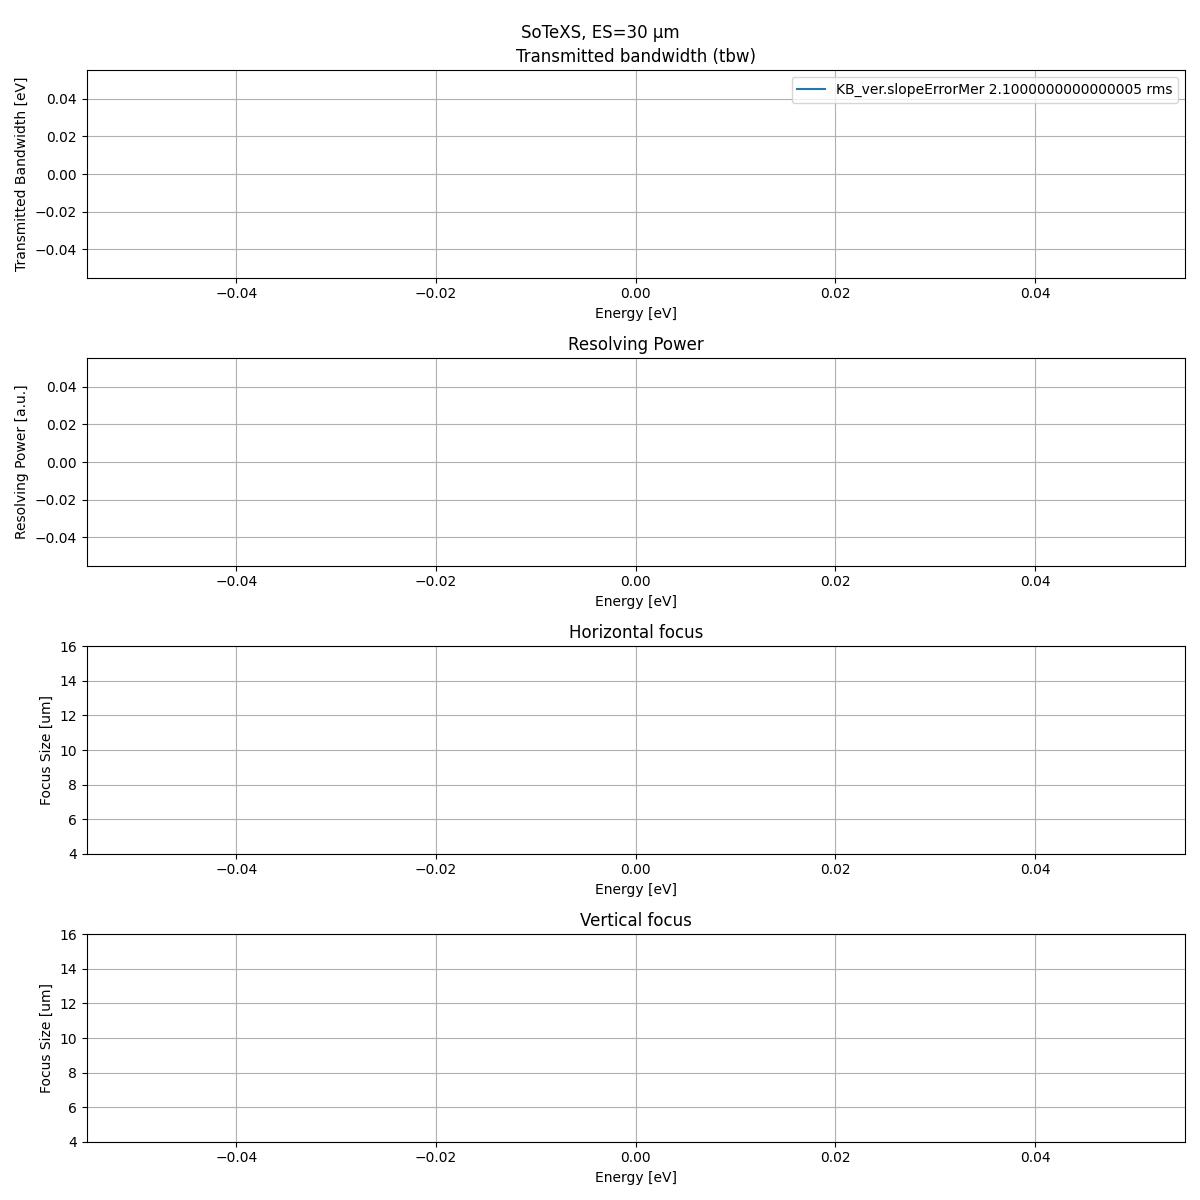 SoTeXS, ES=30 µm
Transmitted bandwidth (tbw)
Transmitted Bandwidth [eV]
0.04
0.02
0.00
−0.02
−0.04
KB_ver.slopeErrorMer 2.1000000000000005 rms
−0.04 −0.02 0.00 0.02 0.04
Energy [eV]
Resolving Power
Resolving Power [a.u.]
0.04
0.02
0.00
−0.02
−0.04
−0.04 −0.02 0.00 0.02 0.04
Energy [eV]
Horizontal focus
Focus Size [um]
16
14
12
10
8
6
4
−0.04 −0.02 0.00 0.02 0.04
Energy [eV]
Vertical focus
Focus Size [um]
16
14
12
10
8
6
4
−0.04 −0.02 0.00 0.02 0.04
Energy [eV]